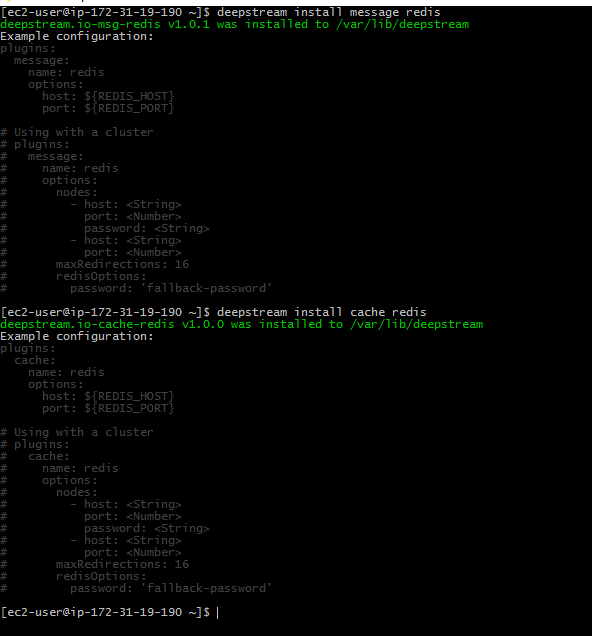 [ec2-user@ip-172-31-19-190 ~]$ deepstream install message redis
deepstream.io-msg-redis v1.0.1 was installed to /var/lib/deepstream
Example configuration:
plugins:
  message:
    name: redis
    options:
      host: ${REDIS_HOST}
      port: ${REDIS_PORT}

# Using with a cluster
# plugins:
#   message:
#     name: redis
#     options:
#       nodes:
#         - host: <String>
#           port: <Number>
#           password: <String>
#         - host: <String>
#           port: <Number>
#       maxRedirections: 16
#       redisOptions:
#         password: 'fallback-password'

[ec2-user@ip-172-31-19-190 ~]$ deepstream install cache redis
deepstream.io-cache-redis v1.0.0 was installed to /var/lib/deepstream
Example configuration:
plugins:
  cache:
    name: redis
    options:
      host: ${REDIS_HOST}
      port: ${REDIS_PORT}

# Using with a cluster
# plugins:
#   cache:
#     name: redis
#     options:
#       nodes:
#         - host: <String>
#           port: <Number>
#           password: <String>
#         - host: <String>
#           port: <Number>
#       maxRedirections: 16
#       redisOptions:
#         password: 'fallback-password'

[ec2-user@ip-172-31-19-190 ~]$